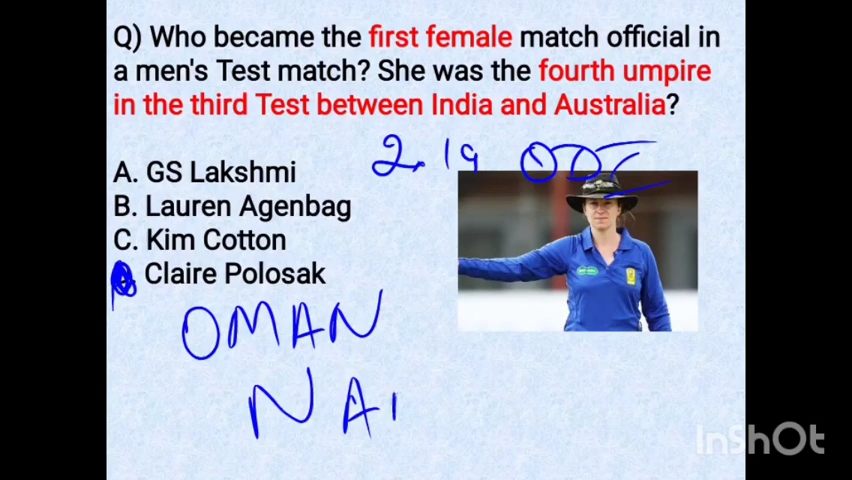 Q) Who became the first female match official in
a men's Test match? She was the fourth umpire
in the third Test between India and Australia?
A. GS Lakshmi
2019 ODI
B. Lauren Agenbag
C. Kim Cotton
Claire Polosak
OMAN
NA
InShOt